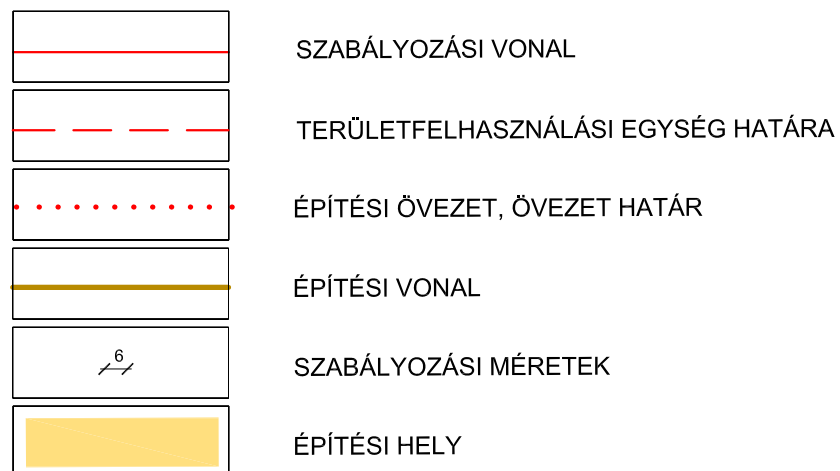 SZABÁLYOZÁSI VONAL
TERÜLETFELHASZNÁLÁSI EGYSÉG HATÁRA
ÉPÍTÉSI ÖVEZET, ÖVEZET HATÁR
ÉPÍTÉSI VONAL
6
SZABÁLYOZÁSI MÉRETEK
ÉPÍTÉSI HELY